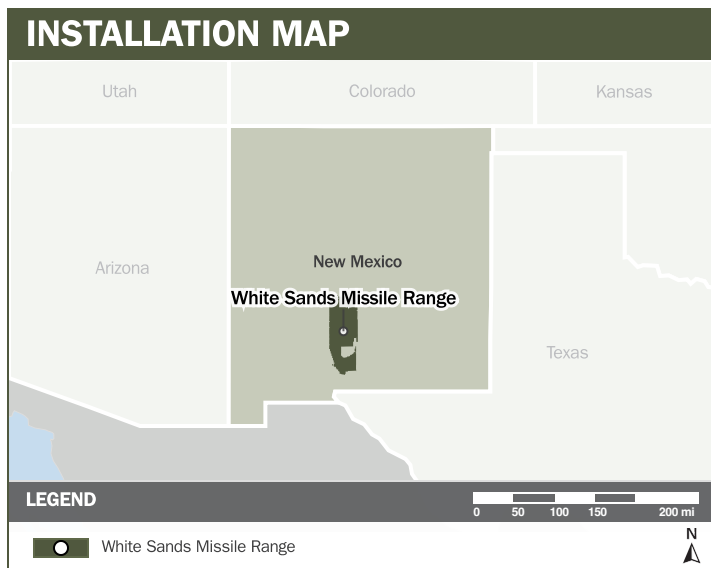 INSTALLATION MAP
Utah
Colorado
Kansas
New Mexico
Arizona
White Sands Missile Range
Texas
LEGEND
0 50 100 150 200 mi
White Sands Missile Range
N